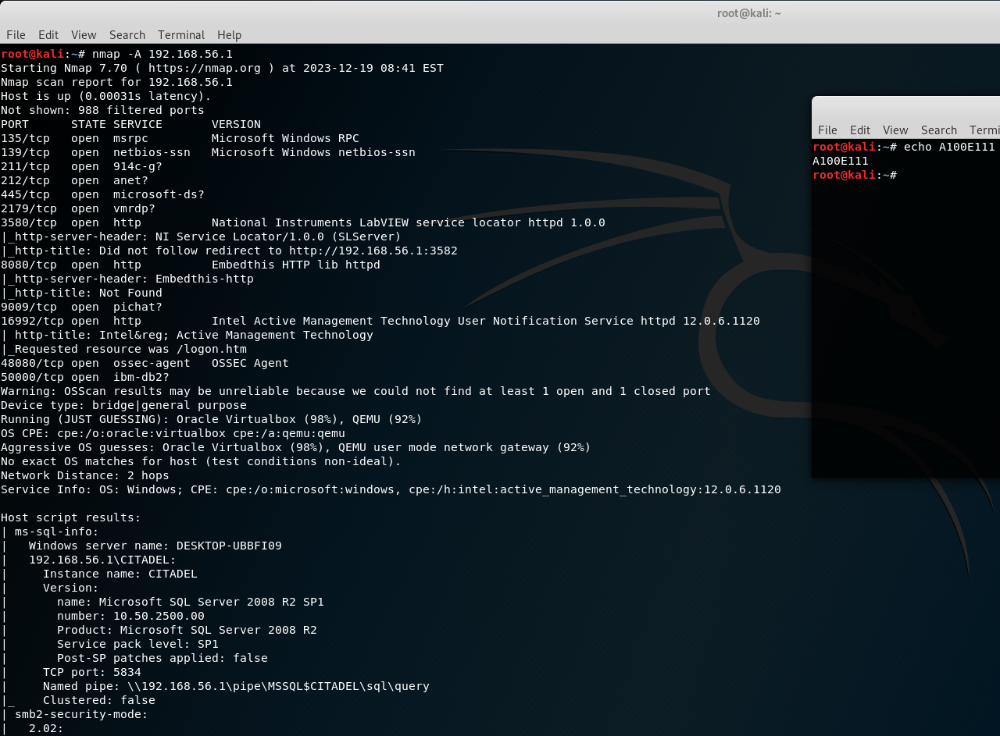 root@kali: ~
File Edit View Search Terminal Help
root@kali:~# nmap -A 192.168.56.1
Starting Nmap 7.70 ( https://nmap.org ) at 2023-12-19 08:41 EST
Nmap scan report for 192.168.56.1
Host is up (0.00031s latency).
Not shown: 988 filtered ports
PORT      STATE SERVICE       VERSION
135/tcp   open  msrpc         Microsoft Windows RPC
139/tcp   open  netbios-ssn   Microsoft Windows netbios-ssn
211/tcp   open  914c-g?
212/tcp   open  anet?
445/tcp   open  microsoft-ds?
2179/tcp  open  vmrdp?
3580/tcp  open  http          National Instruments LabVIEW service locator httpd 1.0.0
|_http-server-header: NI Service Locator/1.0.0 (SLServer)
|_http-title: Did not follow redirect to http://192.168.56.1:3582
8080/tcp  open  http          Embedthis HTTP lib httpd
|_http-server-header: Embedthis-http
|_http-title: Not Found
9009/tcp  open  pichat?
16992/tcp open  http          Intel Active Management Technology User Notification Service httpd 12.0.6.1120
| http-title: Intel&reg; Active Management Technology
|_Requested resource was /logon.htm
48080/tcp open  ossec-agent   OSSEC Agent
50000/tcp open  ibm-db2?
Warning: OSScan results may be unreliable because we could not find at least 1 open and 1 closed port
Device type: bridge|general purpose
Running (JUST GUESSING): Oracle Virtualbox (98%), QEMU (92%)
OS CPE: cpe:/o:oracle:virtualbox cpe:/a:qemu:qemu
Aggressive OS guesses: Oracle Virtualbox (98%), QEMU user mode network gateway (92%)
No exact OS matches for host (test conditions non-ideal).
Network Distance: 2 hops
Service Info: OS: Windows; CPE: cpe:/o:microsoft:windows, cpe:/h:intel:active_management_technology:12.0.6.1120

Host script results:
| ms-sql-info:
|   Windows server name: DESKTOP-UBBFI09
|   192.168.56.1\CITADEL:
|     Instance name: CITADEL
|     Version:
|       name: Microsoft SQL Server 2008 R2 SP1
|       number: 10.50.2500.00
|       Product: Microsoft SQL Server 2008 R2
|       Service pack level: SP1
|       Post-SP patches applied: false
|     TCP port: 5834
|     Named pipe: \\192.168.56.1\pipe\MSSQL$CITADEL\sql\query
|_    Clustered: false
| smb2-security-mode:
|   2.02:
File Edit View Search Termi
root@kali:~# echo A100E111
A100E111
root@kali:~#